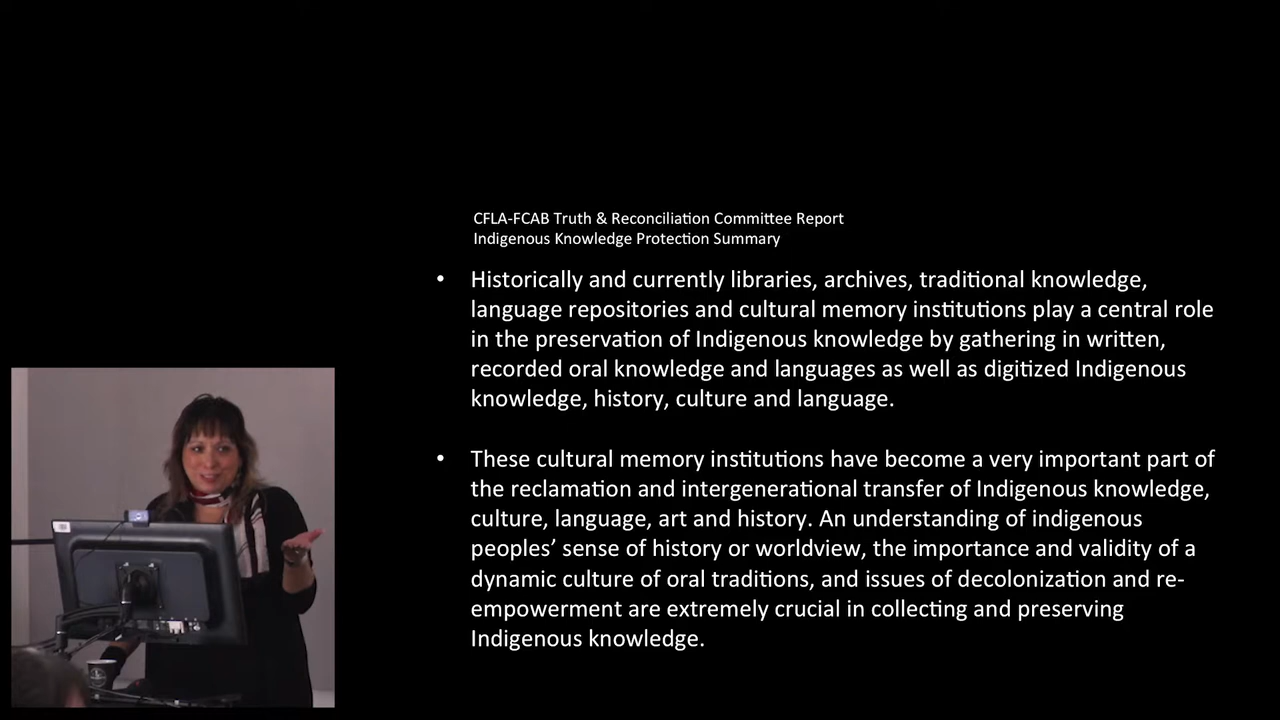 CFLA-FCAB Truth & Reconciliation Committee Report
Indigenous Knowledge Protection Summary
• Historically and currently libraries, archives, traditional knowledge,
language repositories and cultural memory institutions play a central role
in the preservation of Indigenous knowledge by gathering in written,
recorded oral knowledge and languages as well as digitized Indigenous
knowledge, history, culture and language.
• These cultural memory institutions have become a very important part of
the reclamation and intergenerational transfer of Indigenous knowledge,
culture, language, art and history. An understanding of indigenous
peoples’ sense of history or worldview, the importance and validity of a
dynamic culture of oral traditions, and issues of decolonization and re-
empowerment are extremely crucial in collecting and preserving
Indigenous knowledge.